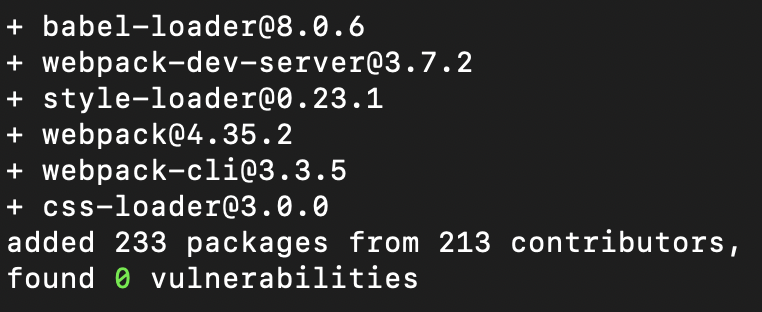 + babel-loader@8.0.6
+ webpack-dev-server@3.7.2
+ style-loader@0.23.1
+ webpack@4.35.2
+ webpack-cli@3.3.5
+ css-loader@3.0.0
added 233 packages from 213 contributors,
found 0 vulnerabilities